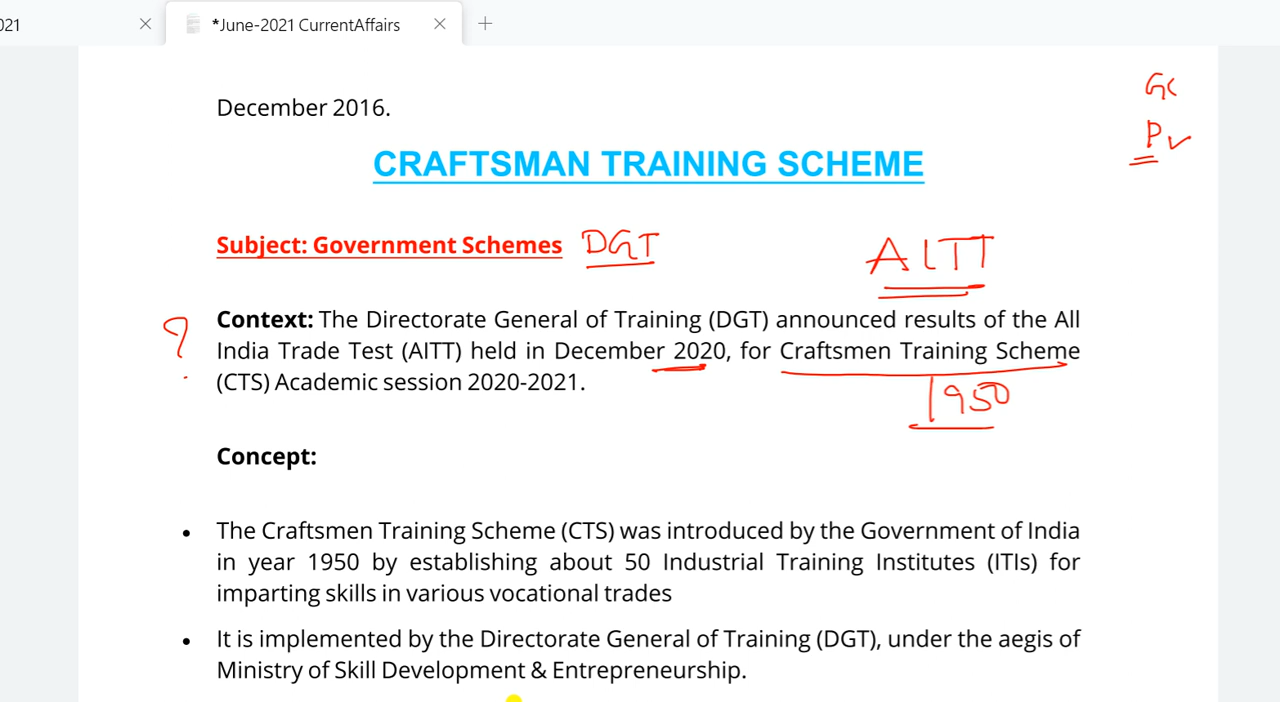 021
*June-2021 CurrentAffairs
December 2016.
GC
Pv
CRAFTSMAN TRAINING SCHEME
Subject: Government Schemes DGT
AITT
?
Context: The Directorate General of Training (DGT) announced results of the All
India Trade Test (AITT) held in December 2020, for Craftsmen Training Scheme
(CTS) Academic session 2020-2021.
1950
Concept:
• The Craftsmen Training Scheme (CTS) was introduced by the Government of India
in year 1950 by establishing about 50 Industrial Training Institutes (ITIs) for
imparting skills in various vocational trades
• It is implemented by the Directorate General of Training (DGT), under the aegis of
Ministry of Skill Development & Entrepreneurship.